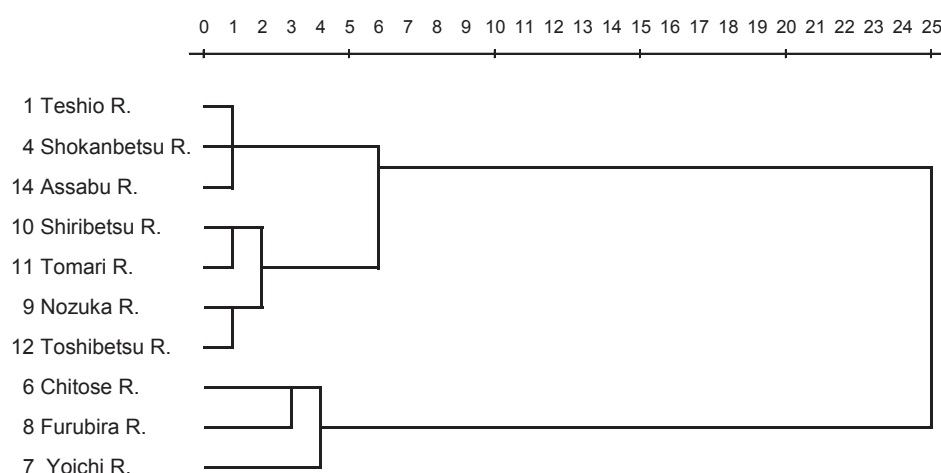 0 1 2 3 4 5 6 7 8 9 10 11 12 13 14 15 16 17 18 19 20 21 22 23 24 25
1 Teshio R.
4 Shokanbetsu R.
14 Assabu R.
10 Shiribetsu R.
11 Tomari R.
9 Nozuka R.
12 Toshibetsu R.
6 Chitose R.
8 Furubira R.
7 Yoichi R.